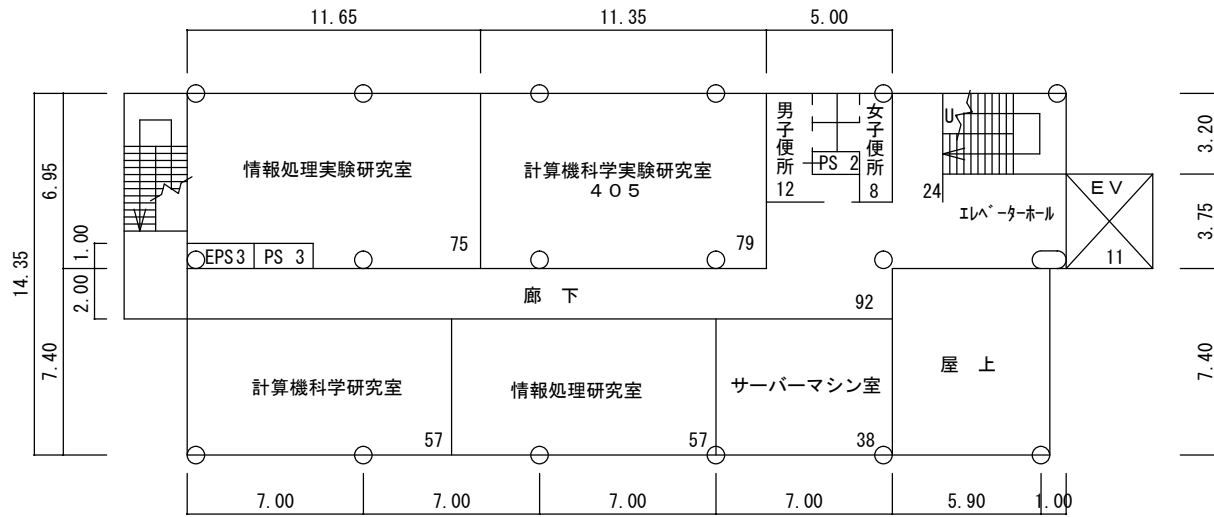 11.65
11.35
5.00
14.35
6.95
1.00
2.00
7.40
情報処理実験研究室
75
EPS3
PS 3
計算機科学実験研究室
405
79
男子便所
12
PS 2
女子便所
8
24
U
エレベーターホール
EV
11
3.20
3.75
7.40
廊 下
92
計算機科学研究室
57
情報処理研究室
57
サーバーマシン室
38
屋 上
7.00
7.00
7.00
7.00
5.90
1.00